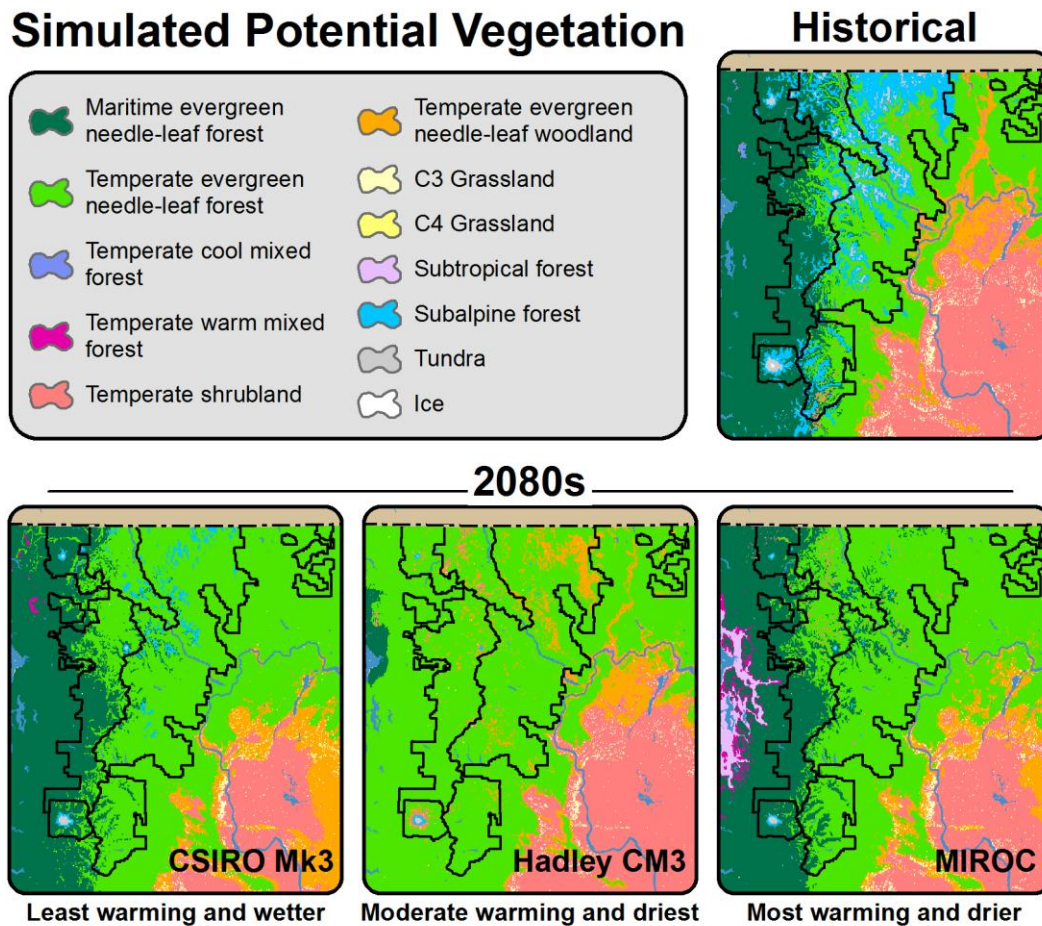 Simulated Potential Vegetation
Historical
Maritime evergreen
needle-leaf forest
Temperate evergreen
needle-leaf forest
Temperate cool mixed
forest
Temperate warm mixed
forest
Temperate shrubland
Temperate evergreen
needle-leaf woodland
C3 Grassland
C4 Grassland
Subtropical forest
Subalpine forest
Tundra
Ice
2080s
CSIRO Mk3
Hadley CM3
MIROC
Least warming and wetter
Moderate warming and driest
Most warming and drier